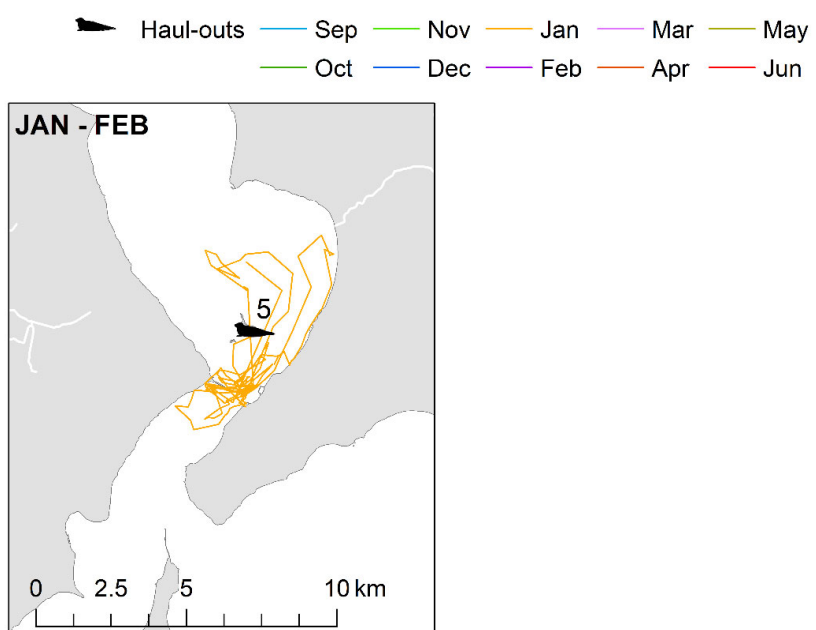 Haul-outs Sep Nov Jan Mar May
Oct Dec Feb Apr Jun
JAN - FEB
5
0 2.5 5 10 km